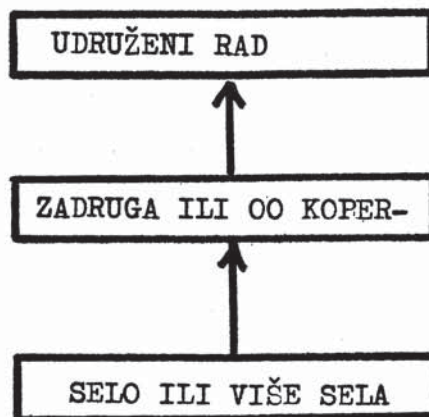 UDRUŽENI RAD
ZADRUGA ILI OO KOPER-
SELO ILI VIŠE SELA